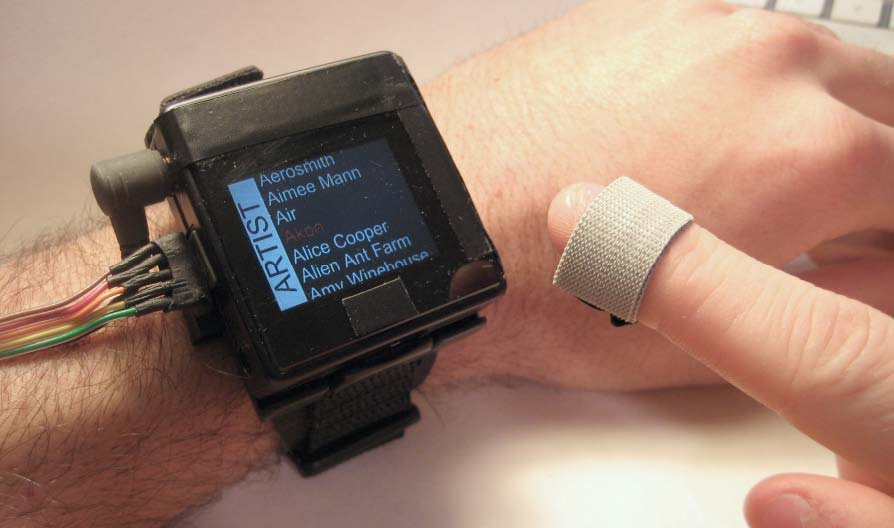 ARTIST
Aerosmith
Aimee Mann
Air
Akon
Alice Cooper
Alien Ant Farm
Amy Winehouse